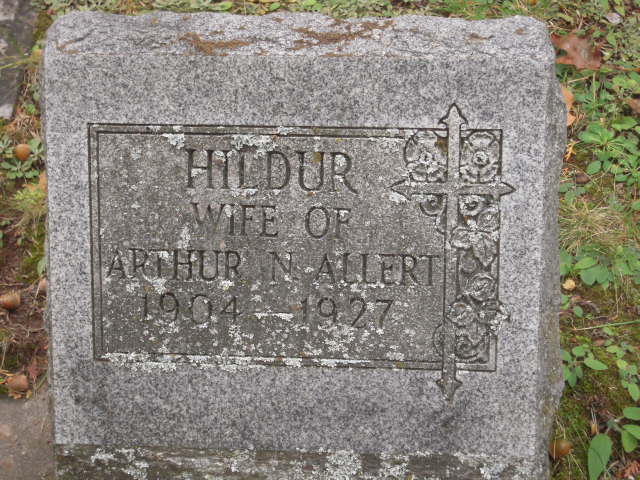 HILDUR
WIFE OF
ARTHUR N. ALLERT
1904 — 1927